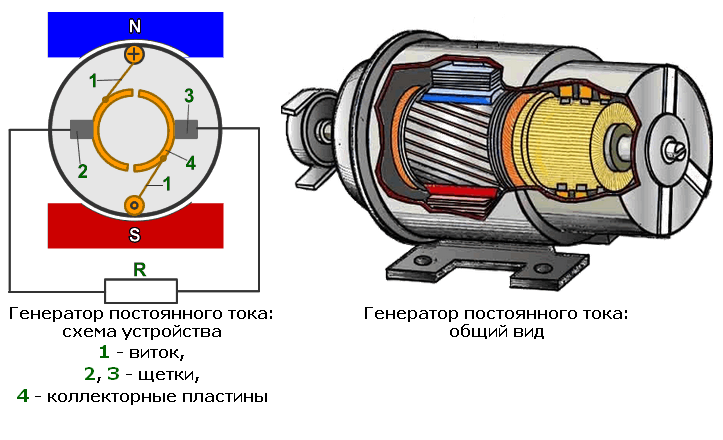 N
1
3
2
4
1
S
R
Генератор постоянного тока:
схема устройства
1 - виток,
2, 3 - щетки,
4 - коллекторные пластины
Генератор постоянного тока:
общий вид